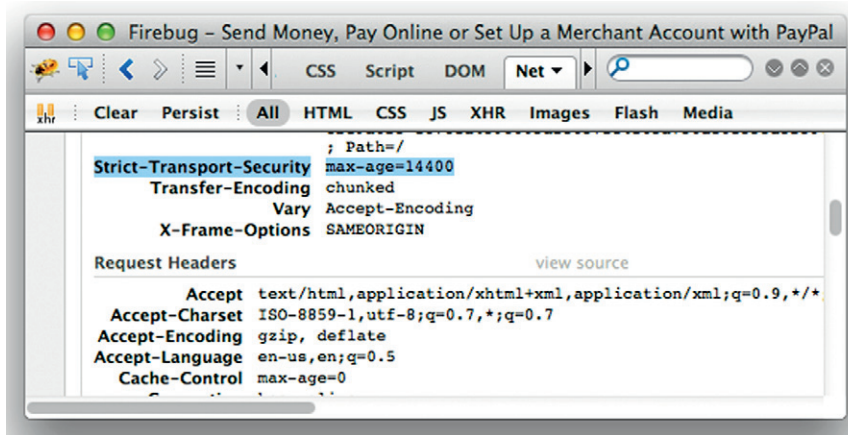 Firebug – Send Money, Pay Online or Set Up a Merchant Account with PayPal
CSS Script DOM Net
xhr Clear Persist All HTML CSS JS XHR Images Flash Media
; Path=/
Strict-Transport-Security max-age=14400
Transfer-Encoding chunked
Vary Accept-Encoding
X-Frame-Options SAMEORIGIN
Request Headers view source
Accept text/html,application/xhtml+xml,application/xml;q=0.9,*/*
Accept-Charset ISO-8859-1,utf-8;q=0.7,*;q=0.7
Accept-Encoding gzip, deflate
Accept-Language en-us,en;q=0.5
Cache-Control max-age=0